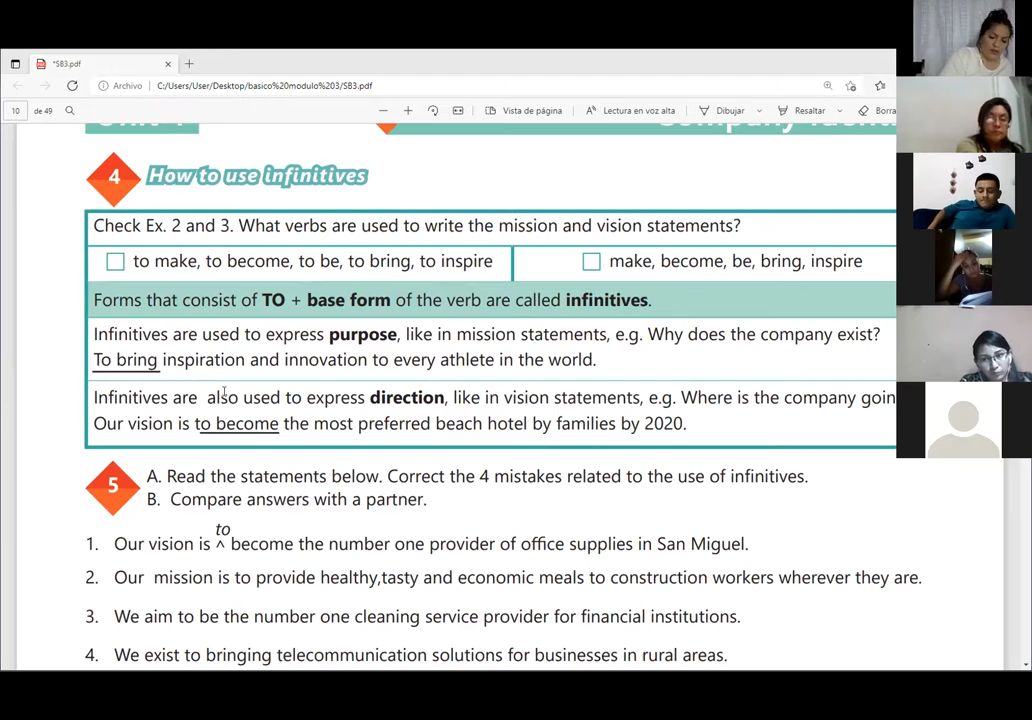 *SB3.pdf
Archivo
C:/Users/User/Desktop/basico%20modulo%203/SB3.pdf
10 de 49
Vista de página
Lectura en voz alta
Dibujar
Resaltar
Borra
4
How to use infinitives
Check Ex. 2 and 3. What verbs are used to write the mission and vision statements?
to make, to become, to be, to bring, to inspire
make, become, be, bring, inspire
Forms that consist of TO + base form of the verb are called infinitives.
Infinitives are used to express purpose, like in mission statements, e.g. Why does the company exist?
To bring inspiration and innovation to every athlete in the world.
Infinitives are also used to express direction, like in vision statements, e.g. Where is the company goin
Our vision is to become the most preferred beach hotel by families by 2020.
5
A. Read the statements below. Correct the 4 mistakes related to the use of infinitives.
B. Compare answers with a partner.
to
1. Our vision is ^ become the number one provider of office supplies in San Miguel.
2. Our mission is to provide healthy,tasty and economic meals to construction workers wherever they are.
3. We aim to be the number one cleaning service provider for financial institutions.
4. We exist to bringing telecommunication solutions for businesses in rural areas.